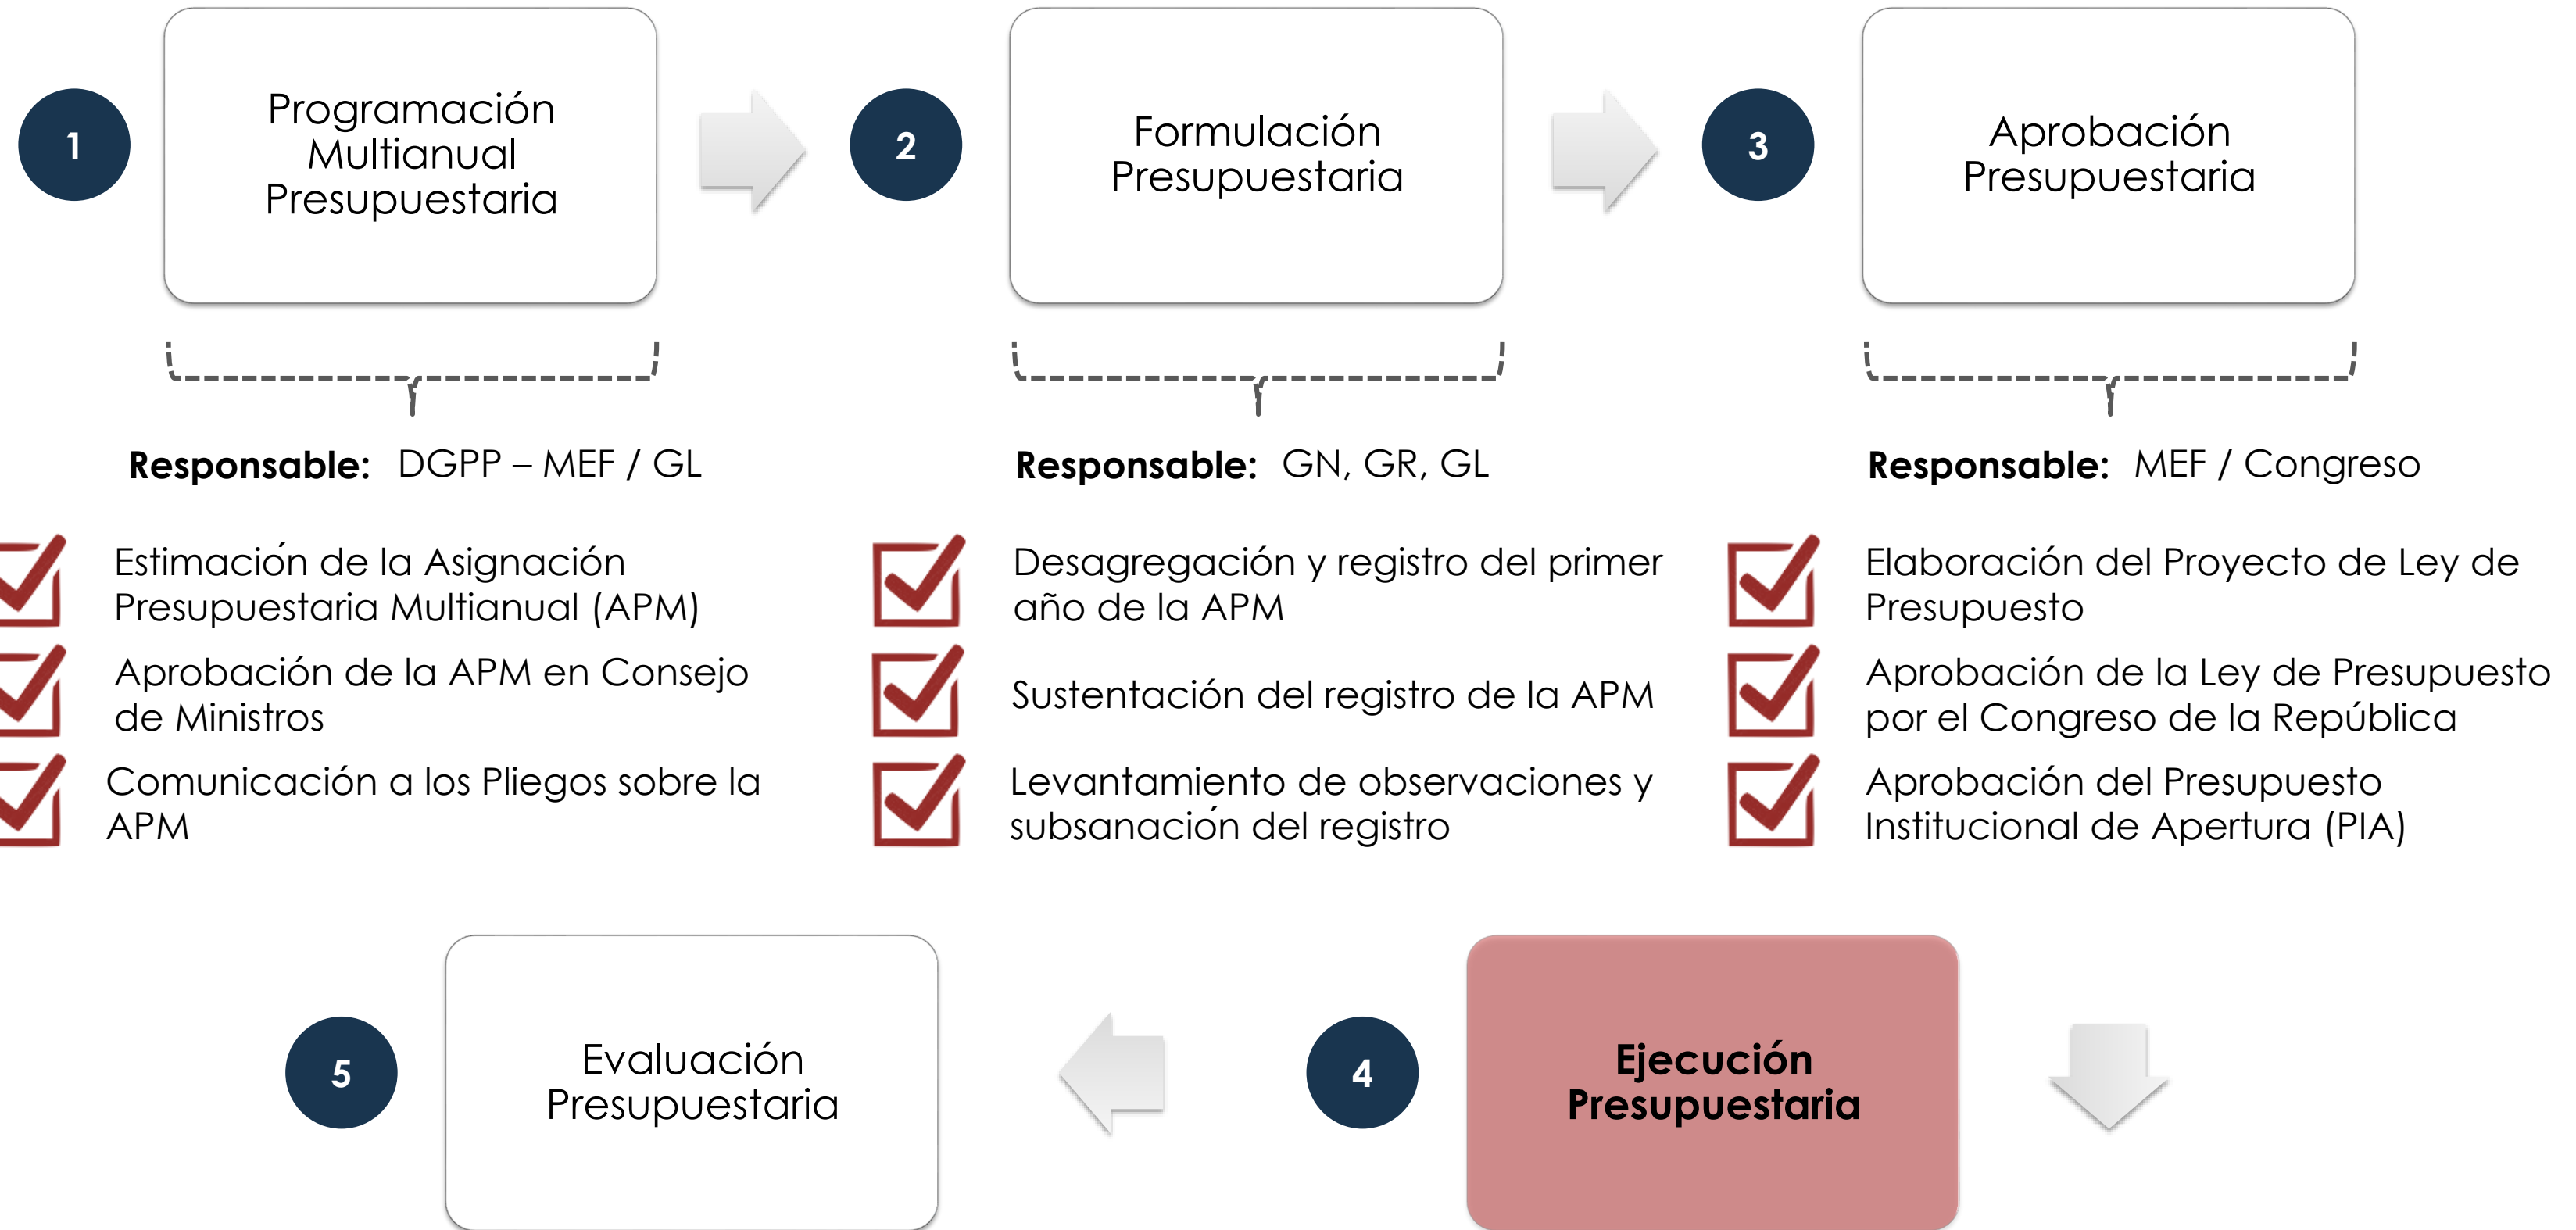 1
Programación
Multianual
Presupuestaria
2
Formulación
Presupuestaria
3
Aprobación
Presupuestaria
Responsable: DGPP – MEF / GL
Estimación de la Asignación
Presupuestaria Multianual (APM)
Aprobación de la APM en Consejo
de Ministros
Comunicación a los Pliegos sobre la
APM
Responsable: GN, GR, GL
Desagregación y registro del primer
año de la APM
Sustentación del registro de la APM
Levantamiento de observaciones y
subsanación del registro
Responsable: MEF / Congreso
Elaboración del Proyecto de Ley de
Presupuesto
Aprobación de la Ley de Presupuesto
por el Congreso de la República
Aprobación del Presupuesto
Institucional de Apertura (PIA)
4
Ejecución
Presupuestaria
5
Evaluación
Presupuestaria